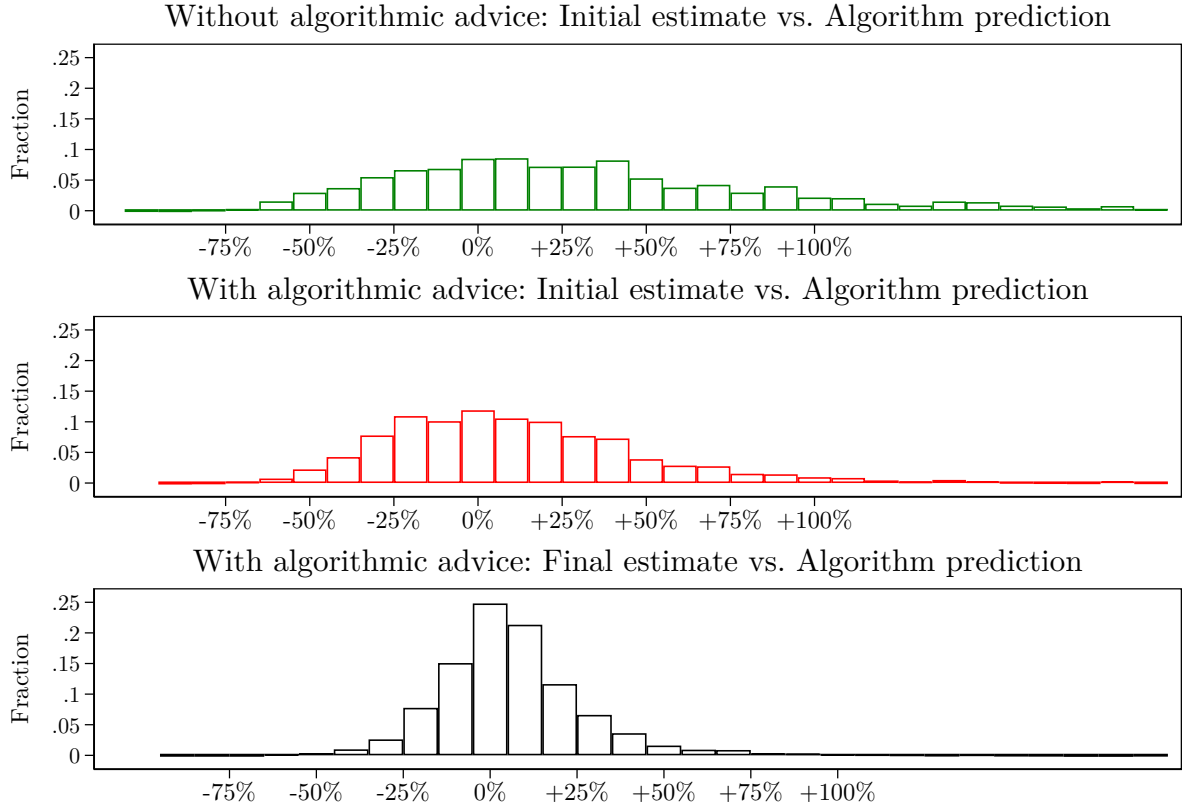 Without algorithmic advice: Initial estimate vs. Algorithm prediction
Fraction
.25
.2
.15
.1
.05
0
-75% -50% -25% 0% +25% +50% +75% +100%
With algorithmic advice: Initial estimate vs. Algorithm prediction
Fraction
.25
.2
.15
.1
.05
0
-75% -50% -25% 0% +25% +50% +75% +100%
With algorithmic advice: Final estimate vs. Algorithm prediction
Fraction
.25
.2
.15
.1
.05
0
-75% -50% -25% 0% +25% +50% +75% +100%